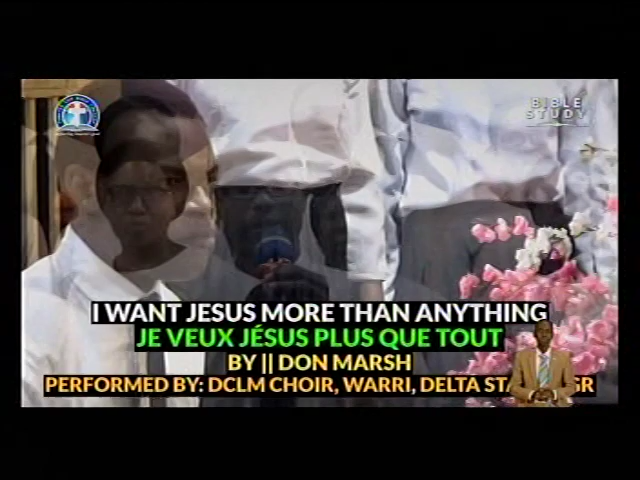 BIBLE
STUDY
I WANT JESUS MORE THAN ANYTHING
JE VEUX JÉSUS PLUS QUE TOUT
BY || DON MARSH
PERFORMED BY: DCLM CHOIR, WARRI, DELTA